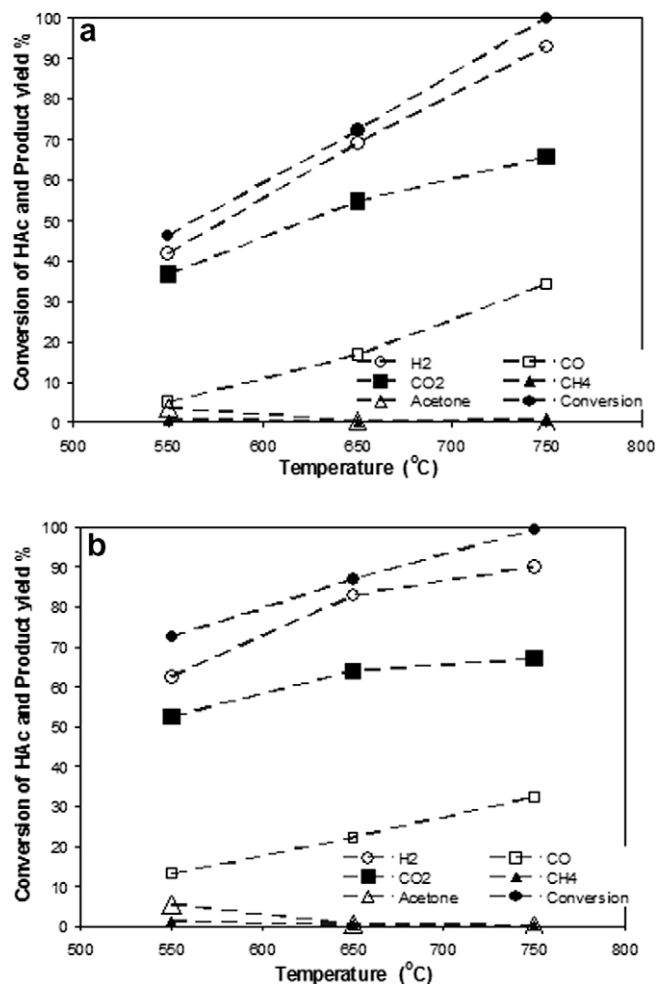 a
Conversion of HAc and Product yield %
100
90
80
70
60
50
40
30
20
10
0
H2
CO
CO2
CH4
Acetone
Conversion
500
550
600
650
700
750
800
Temperature (°C)
b
Conversion of HAc and Product yield %
100
90
80
70
60
50
40
30
20
10
0
H2
CO
CO2
CH4
Acetone
Conversion
500
550
600
650
700
750
800
Temperature (°C)